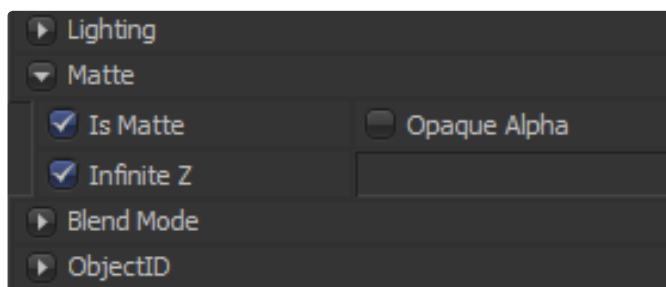 Lighting
Matte
Is Matte Opaque Alpha
Infinite Z
Blend Mode
ObjectID